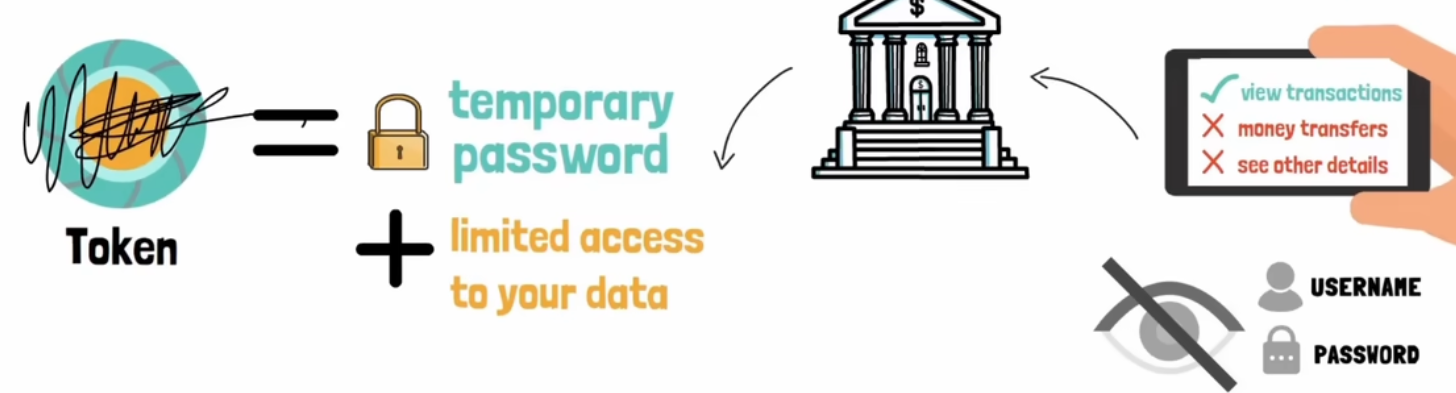 Token
temporary
password
limited access
to your data
$
$
view transactions
money transfers
see other details
USERNAME
PASSWORD